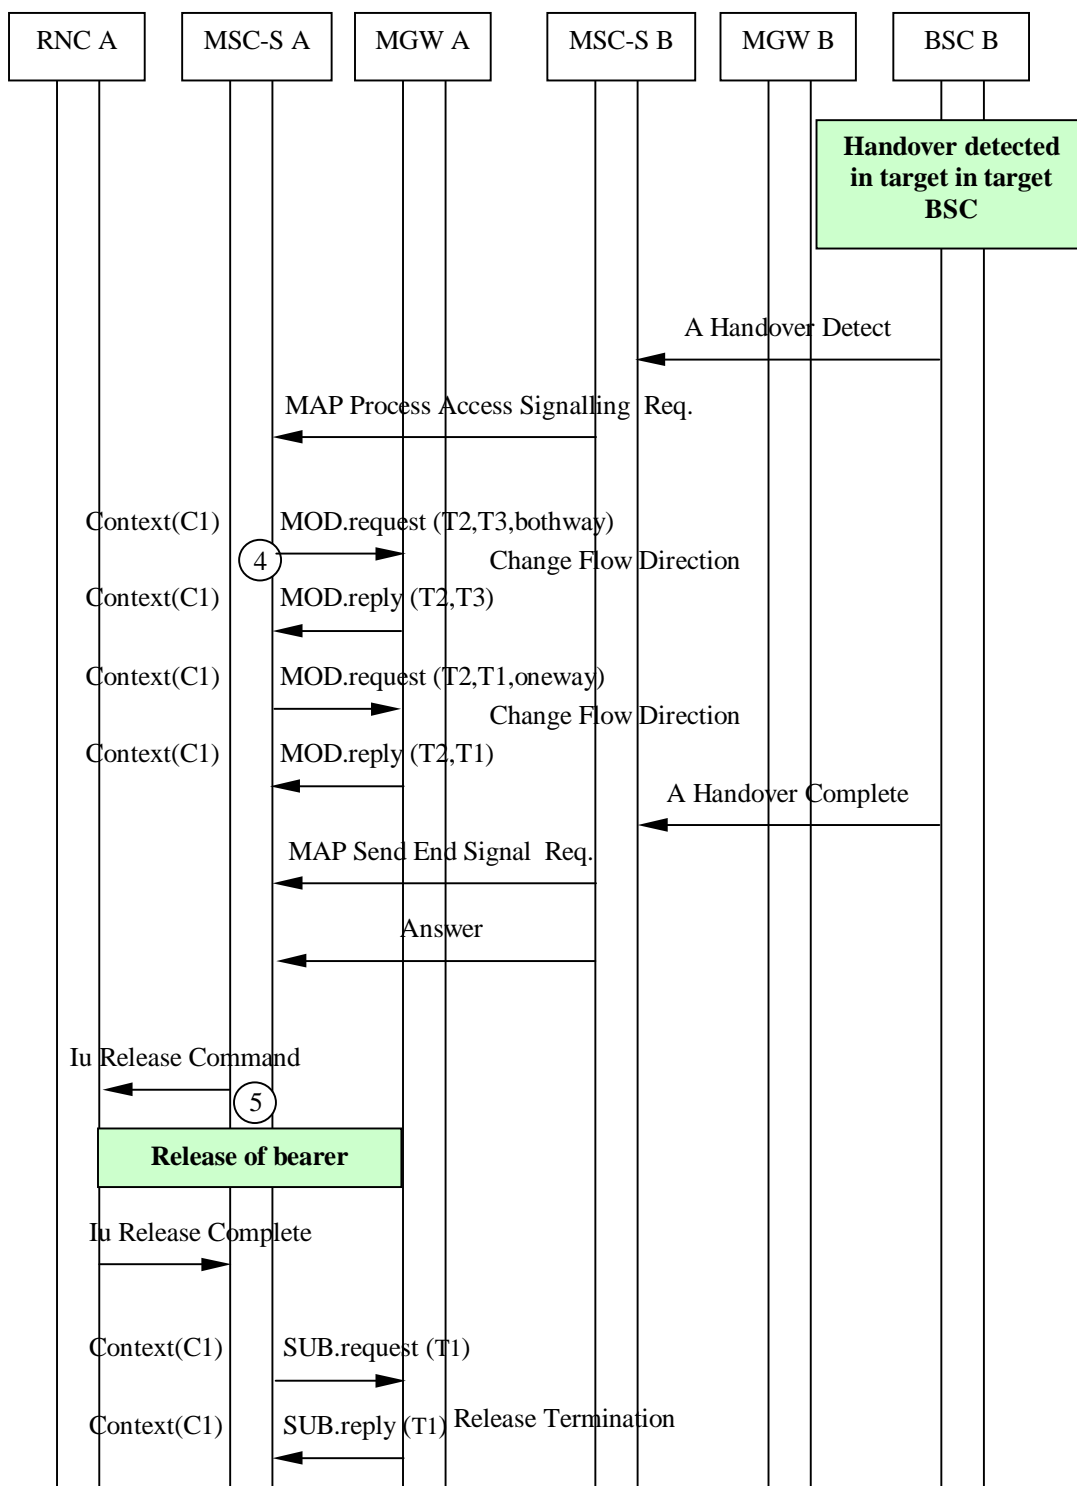 RNC A MSC-S A MGW A MSC-S B MGW B BSC B
Handover detected
in target in target
BSC
A Handover Detect
MAP Process Access Signalling Req.
Context(C1) MOD.request (T2,T3,bothway)
4 Change Flow Direction
Context(C1) MOD.reply (T2,T3)
Context(C1) MOD.request (T2,T1,oneway)
Change Flow Direction
Context(C1) MOD.reply (T2,T1)
A Handover Complete
MAP Send End Signal Req.
Answer
Iu Release Command
5
Release of bearer
Iu Release Complete
Context(C1) SUB.request (T1)
Context(C1) SUB.reply (T1) Release Termination